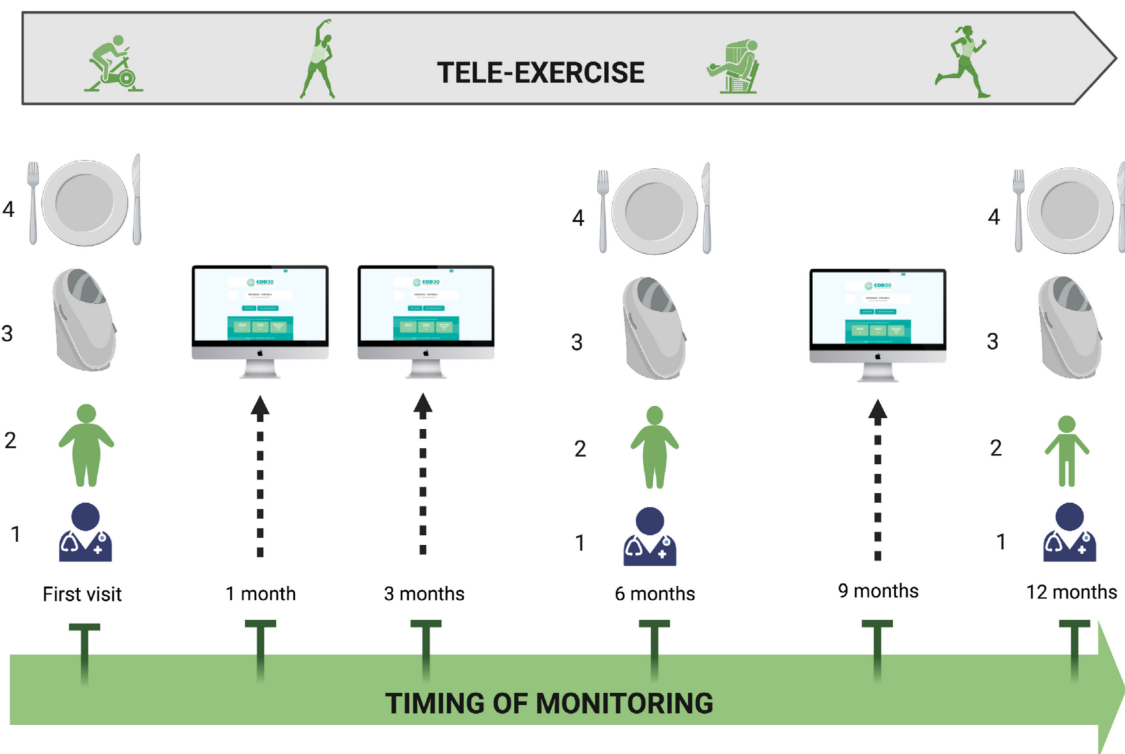 TELE-EXERCISE
4
4
4
3
3
3
2
2
2
1
1
1
First visit
1 month
3 months
6 months
9 months
12 months
TIMING OF MONITORING